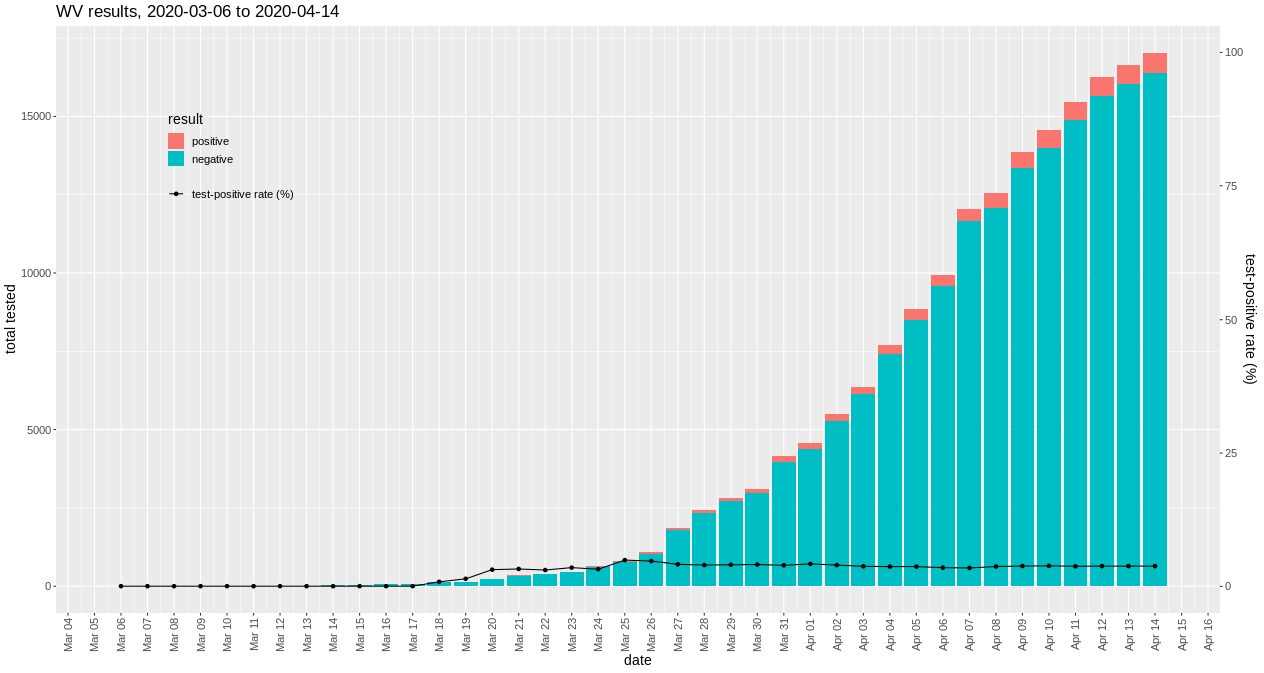 WV results, 2020-03-06 to 2020-04-14
total tested
15000
10000
5000
0
result
positive
negative
test-positive rate (%)
100
75
50
25
0
test-positive rate (%)
Mar 04
Mar 05
Mar 06
Mar 07
Mar 08
Mar 09
Mar 10
Mar 11
Mar 12
Mar 13
Mar 14
Mar 15
Mar 16
Mar 17
Mar 18
Mar 19
Mar 20
Mar 21
Mar 22
Mar 23
Mar 24
Mar 25
Mar 26
Mar 27
Mar 28
Mar 29
Mar 30
Mar 31
Apr 01
Apr 02
Apr 03
Apr 04
Apr 05
Apr 06
Apr 07
Apr 08
Apr 09
Apr 10
Apr 11
Apr 12
Apr 13
Apr 14
Apr 15
Apr 16
date